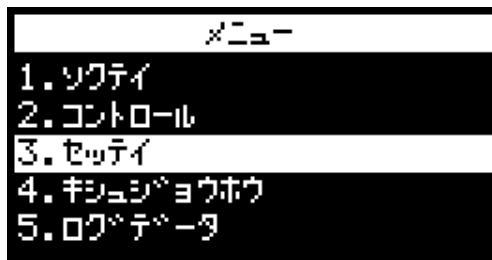 メニュー
1.ソクテイ
2.コントロール
3.セッテイ
4.キシュジョウホウ
5.ログデータ